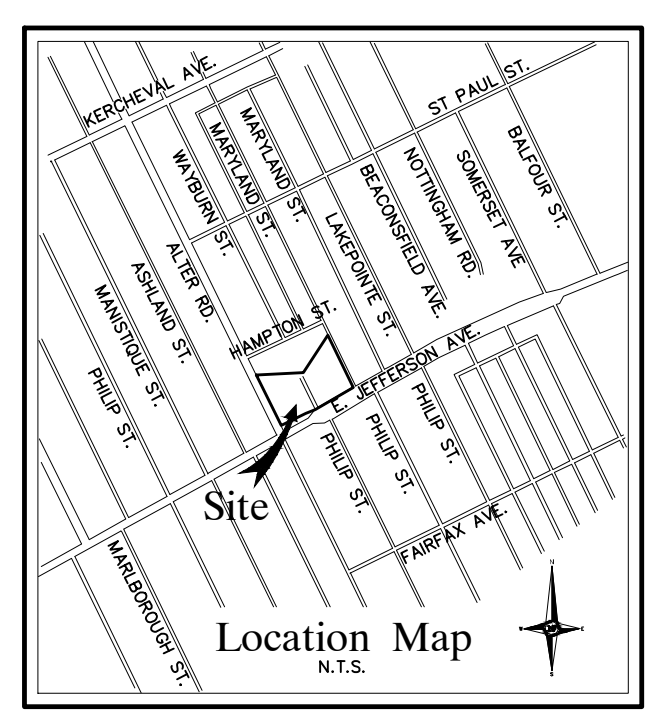 KERCHEVAL AVE.
ST PAUL ST.
MARYLAND ST.
MARYLAND ST.
WAYBURN ST.
BALFOUR ST.
SOMERSET AVE
NOTTINGHAM RD.
BEACONSFIELD AVE.
LAKEPOINTE ST.
ALTER RD.
ASHLAND ST.
MANISTIQUE ST.
PHILIP ST.
HAMPTON ST.
E. JEFFERSON AVE.
PHILIP ST.
PHILIP ST.
PHILIP ST.
Site
FAIRFAX AVE.
MARLBOROUGH ST.
N
E
S
Location Map
N.T.S.